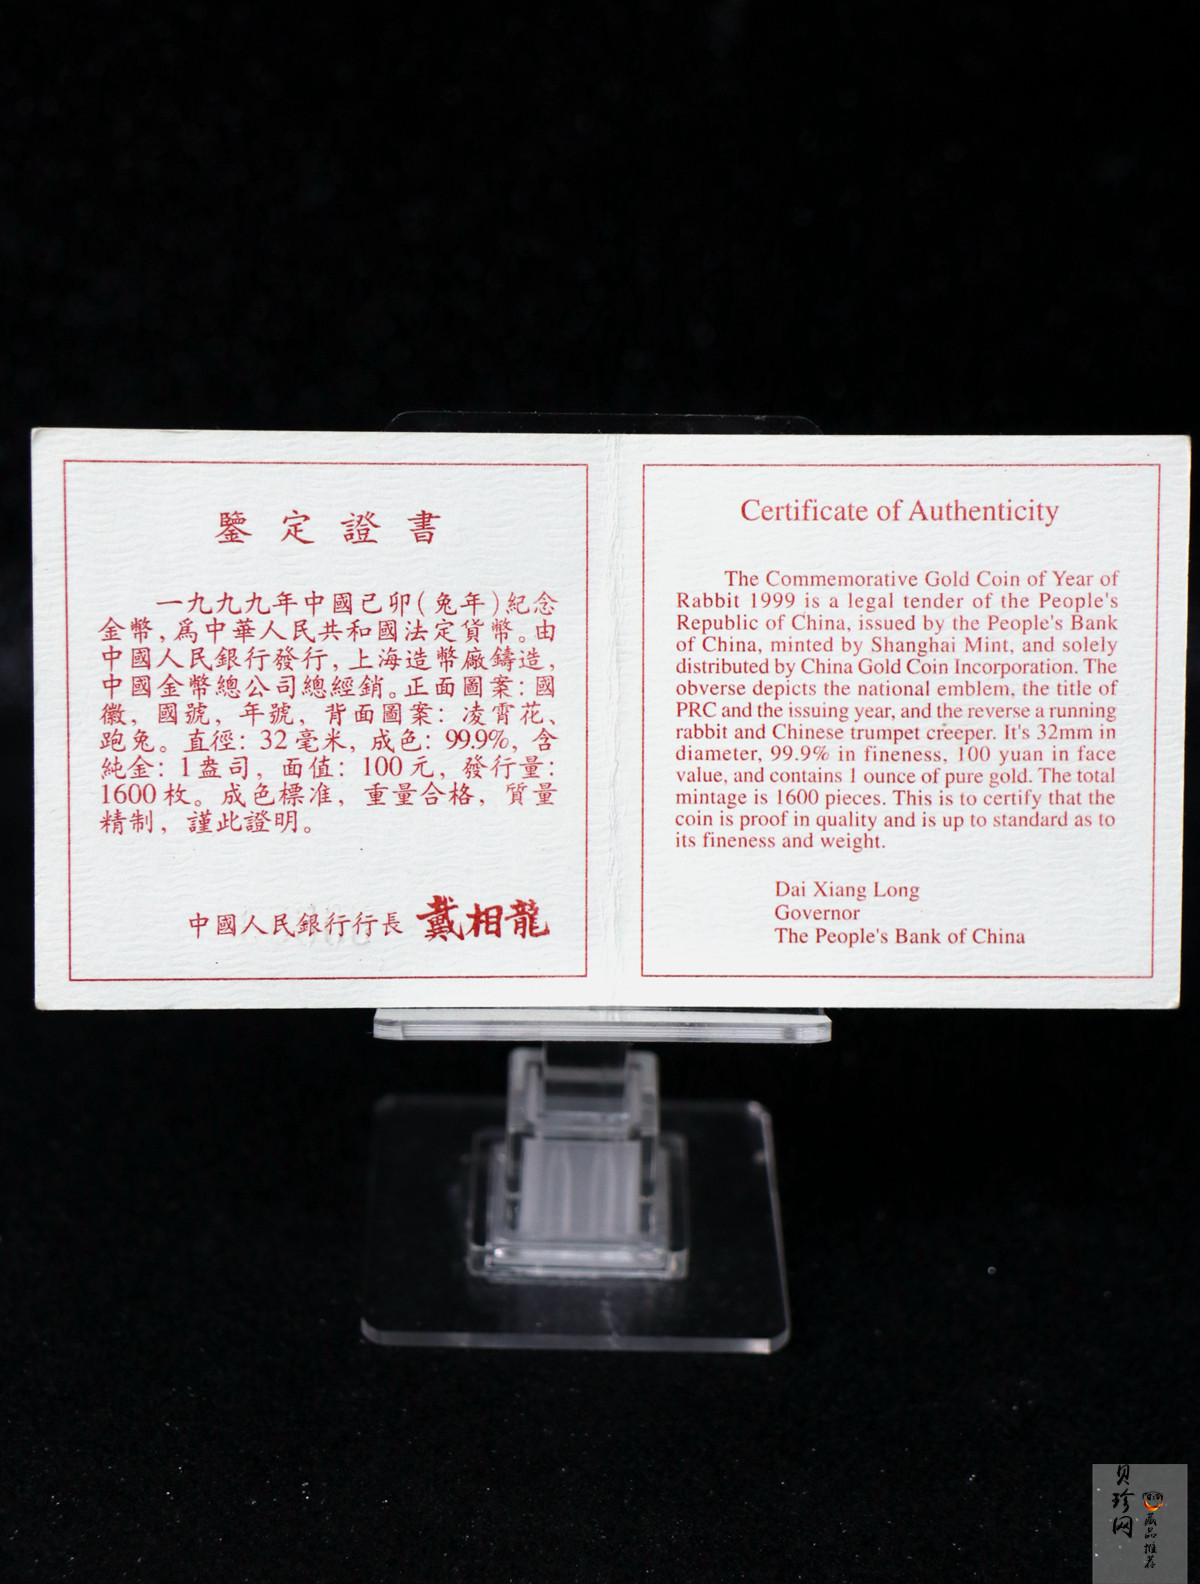 鑒定證書
一九九九年中國己卯(兔年)紀念
金幣,爲中華人民共和國法定貨幣。由
中國人民銀行發行,上海造幣廠鑄造,
中國金幣總公司總經銷。正面圖案:國
徽,國號,年號,背面圖案:凌霄花、
跑兔。直徑:32毫米,成色:99.9%,含
純金:1盎司,面值:100元,發行量:
1600枚。成色標准,重量合格,質量
精制,謹此證明。
中國人民銀行行長 戴相龍
Certificate of Authenticity
The Commemorative Gold Coin of Year of
Rabbit 1999 is a legal tender of the People's
Republic of China, issued by the People's Bank
of China, minted by Shanghai Mint, and solely
distributed by China Gold Coin Incorporation. The
obverse depicts the national emblem, the title of
PRC and the issuing year, and the reverse a running
rabbit and Chinese trumpet creeper. It's 32mm in
diameter, 99.9% in fineness, 100 yuan in face
value, and contains 1 ounce of pure gold. The total
mintage is 1600 pieces. This is to certify that the
coin is proof in quality and is up to standard as to
its fineness and weight.
Dai Xiang Long
Governor
The People's Bank of China
贝珍网
藏品推荐